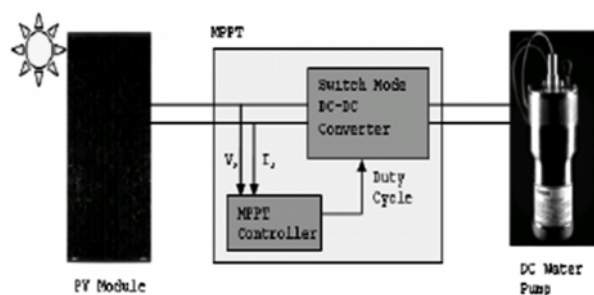 MPPT
Switch Mode
DC-DC
Converter
V,
I,
Duty
Cycle
MPPT
Controller
PV Module
DC Water
Pump